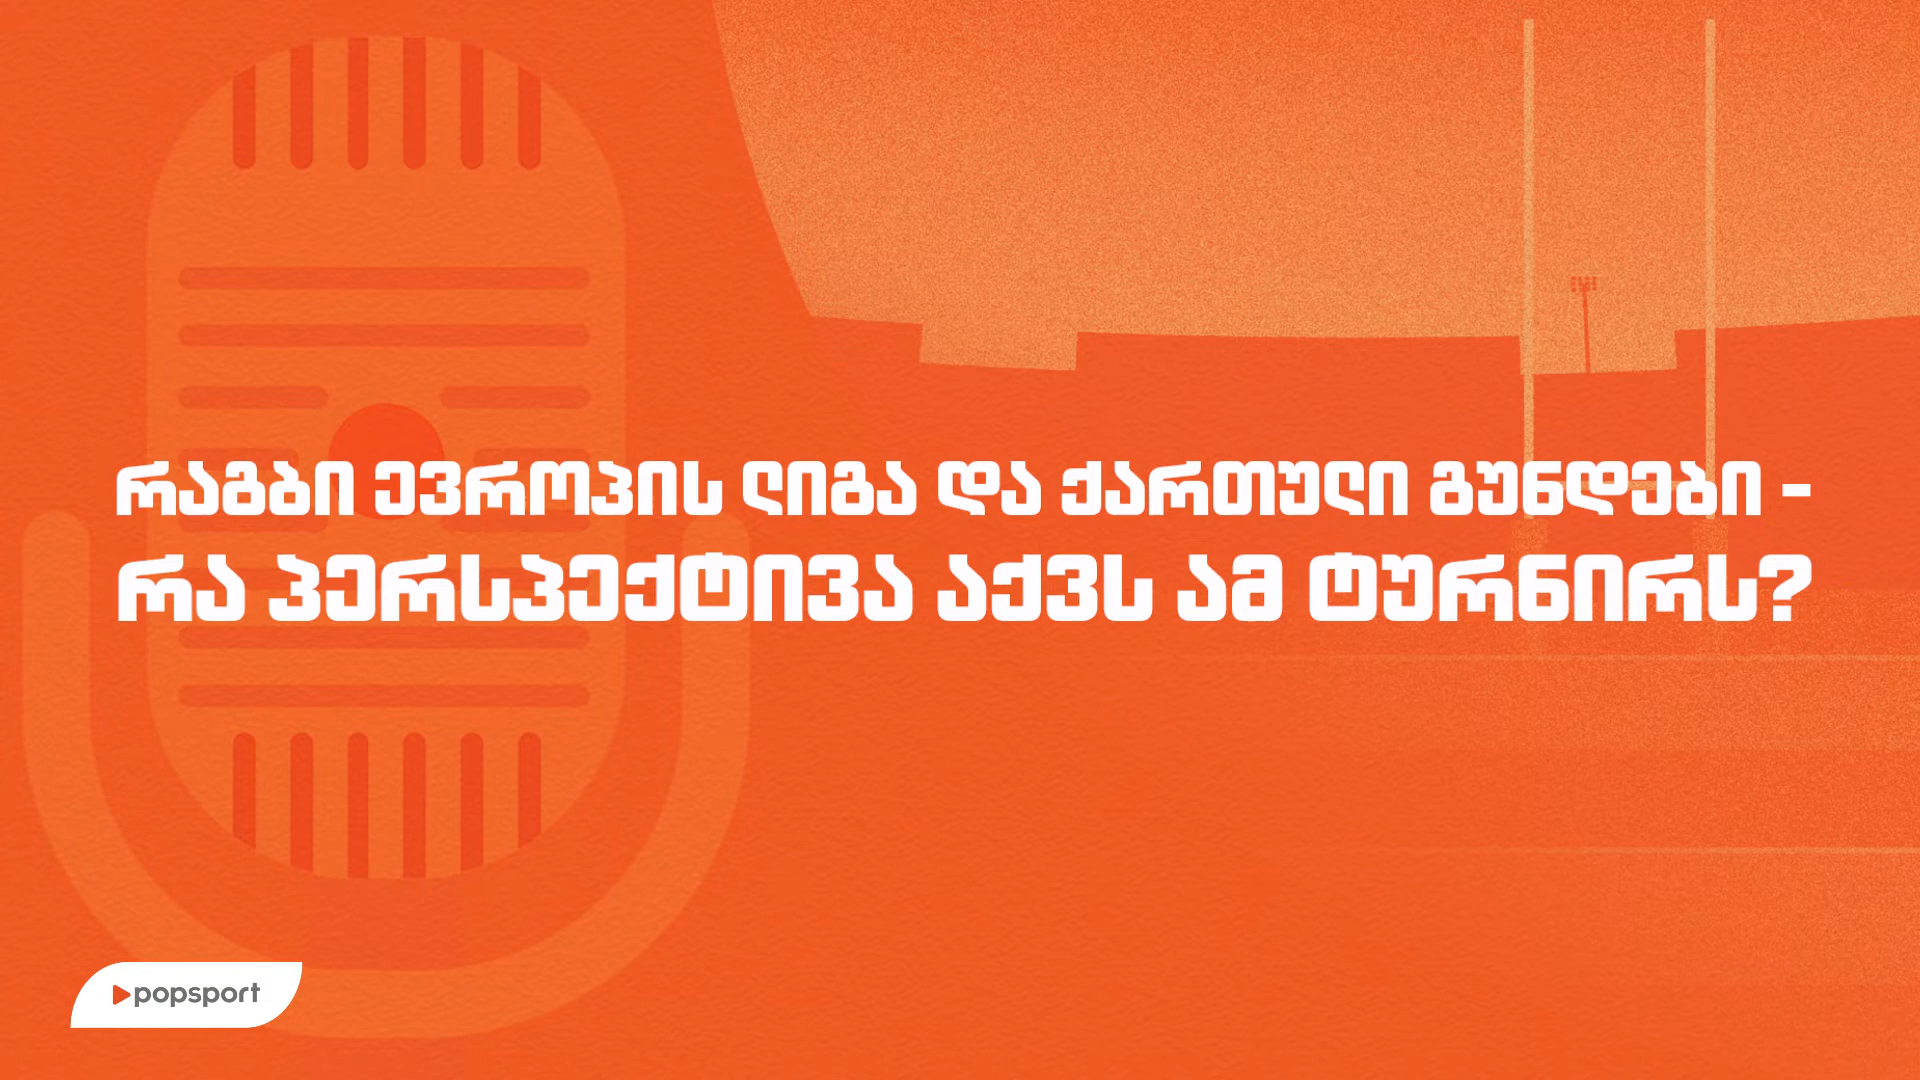 რაგბი ევროპის ლიგა და ქართული გუნდები -
რა პერსპექტივა აქვს ამ ტურნირს?
popsport